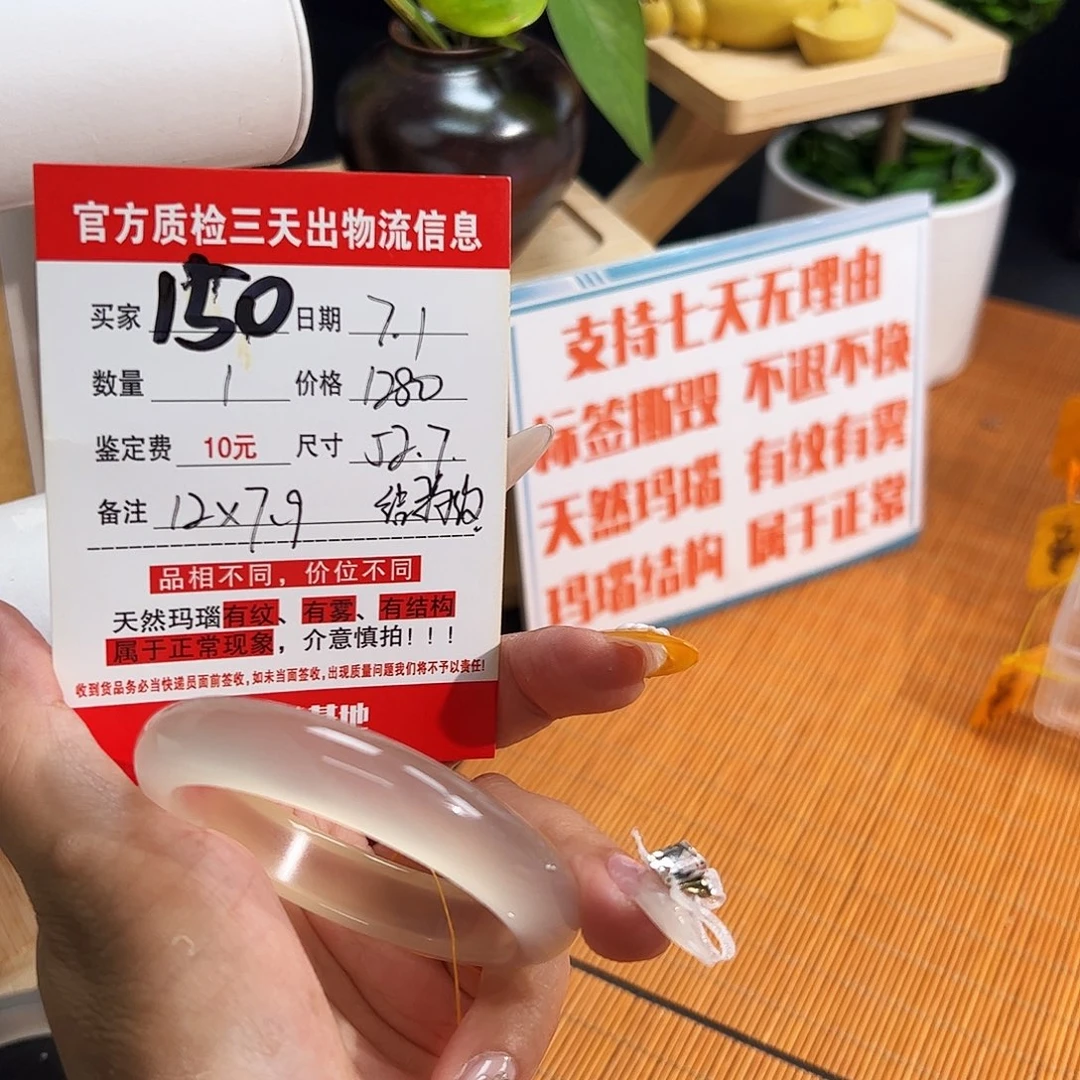 官方质检三天出物流信息
买家 150 日期 7.1
数量 1 价格 1280
鉴定费 10元 尺寸 52.7.
备注 12×7.9 结构
品相不同，价位不同
天然玛瑙有纹、有雾、有结构
属于正常现象，介意慎拍！！！
收到货品务必当快递员面前签收，如未当面签收，出现质量问题我们将不予以责任！
基地
支持七天无理由
标签撕毁 不退不换
天然玛瑙 有纹有雾
玛瑙结构 属于正常